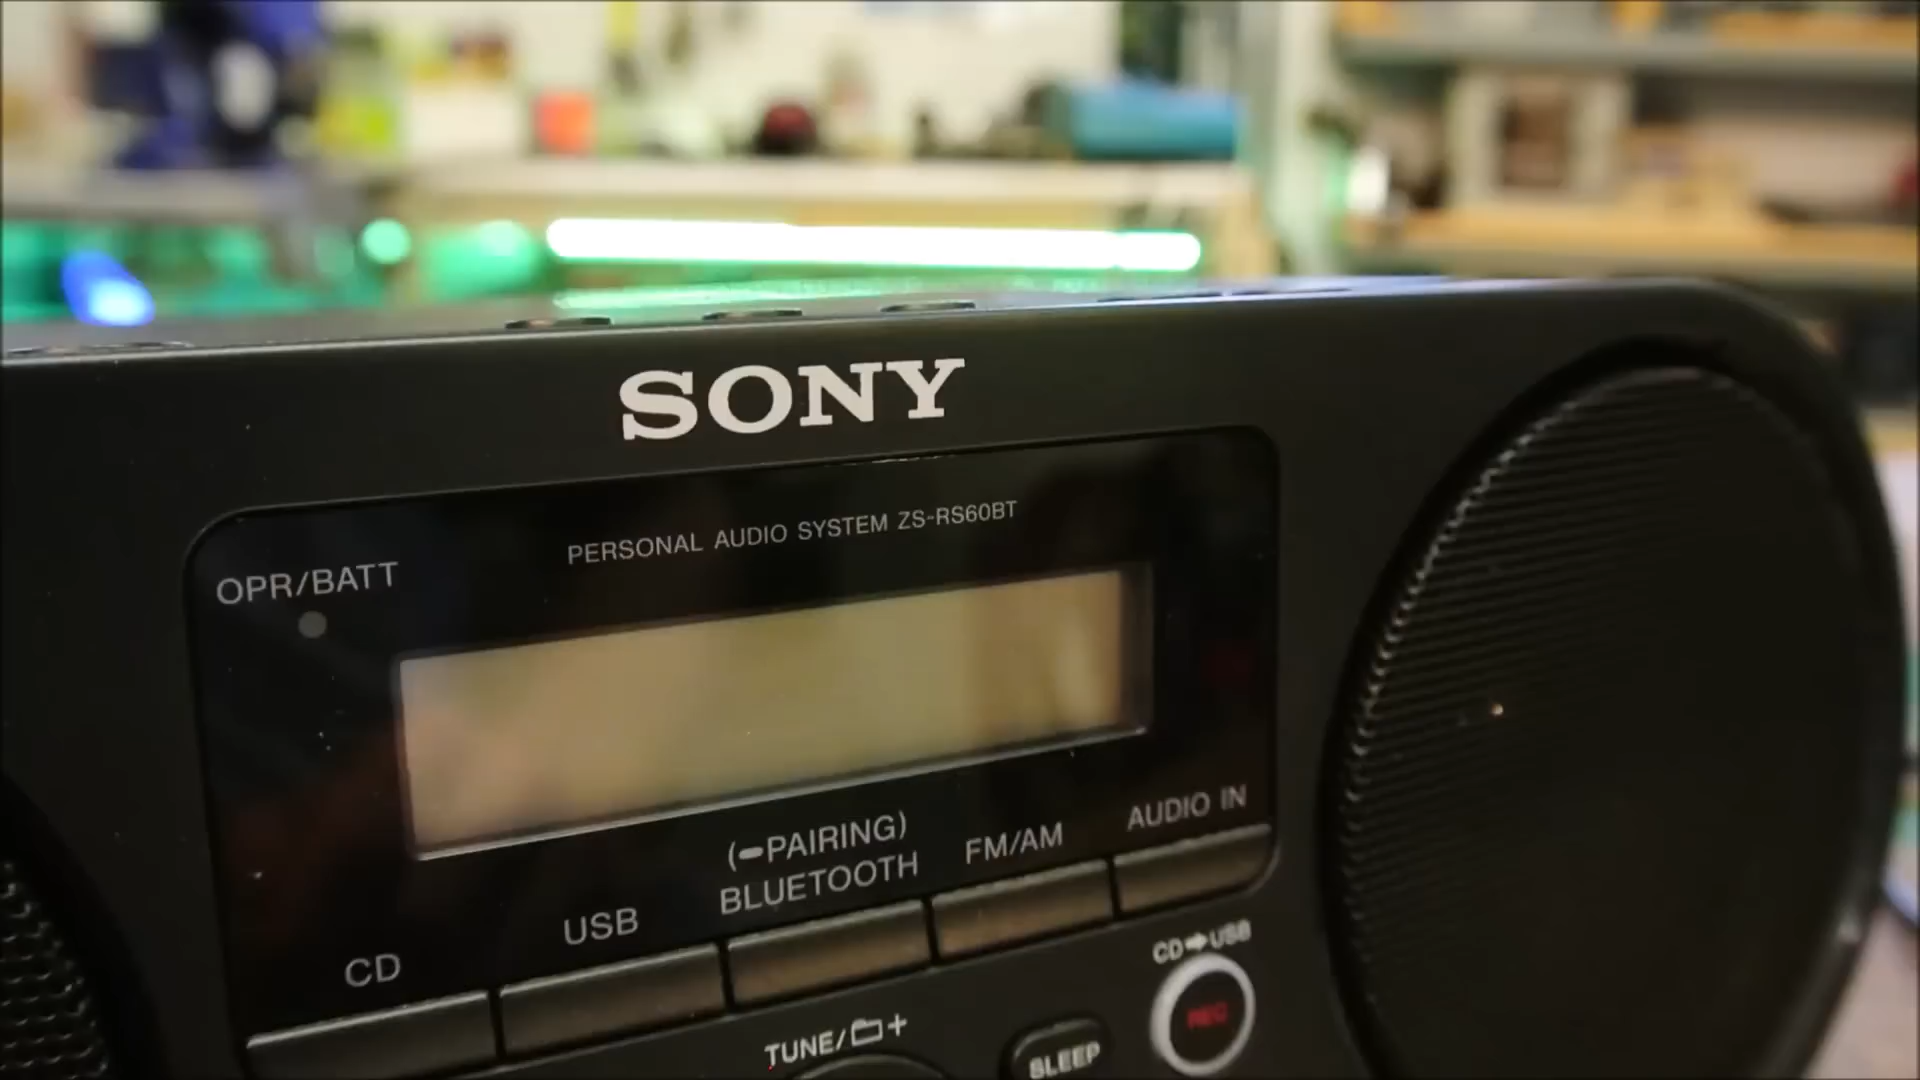 SONY
PERSONAL AUDIO SYSTEM ZS-RS60BT
OPR/BATT
(PAIRING)
CD
USB
BLUETOOTH
FM/AM
AUDIO IN
CD➡USB
REC
TUNE/ +
SLEEP